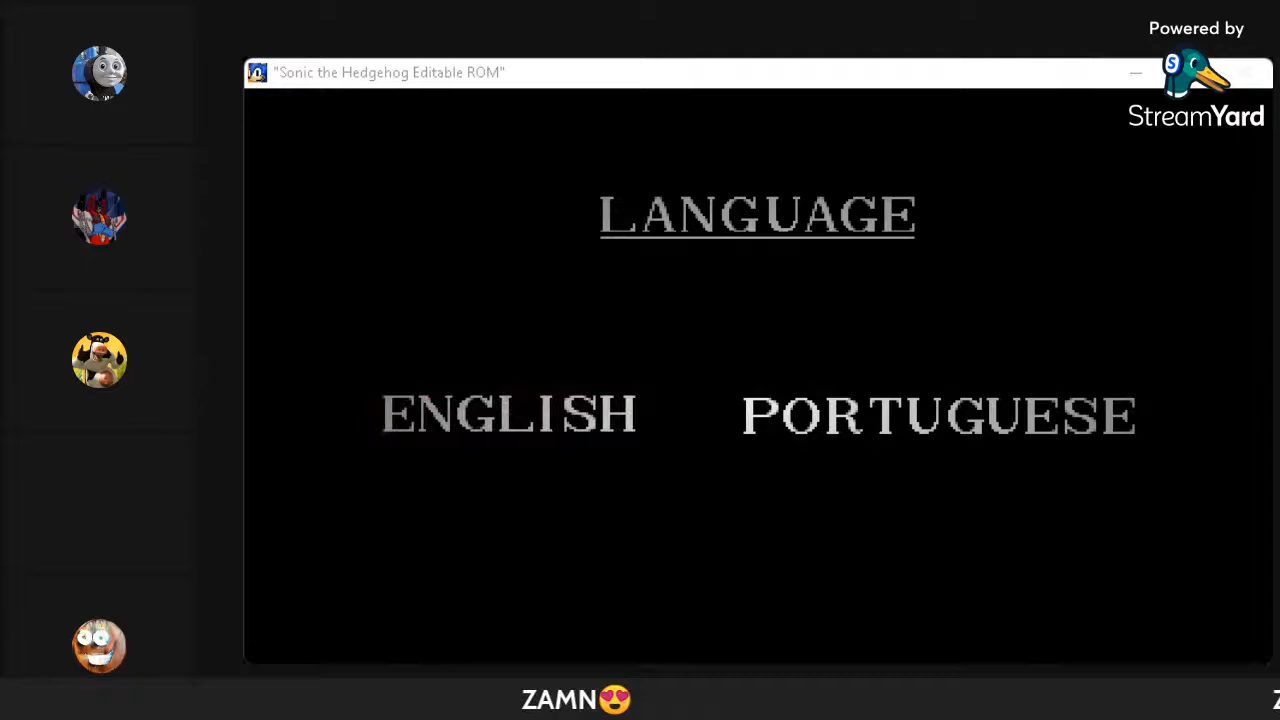 Powered by
StreamYard
"Sonic the Hedgehog Editable ROM"
LANGUAGE
ENGLISH PORTUGUESE
ZAMN😍